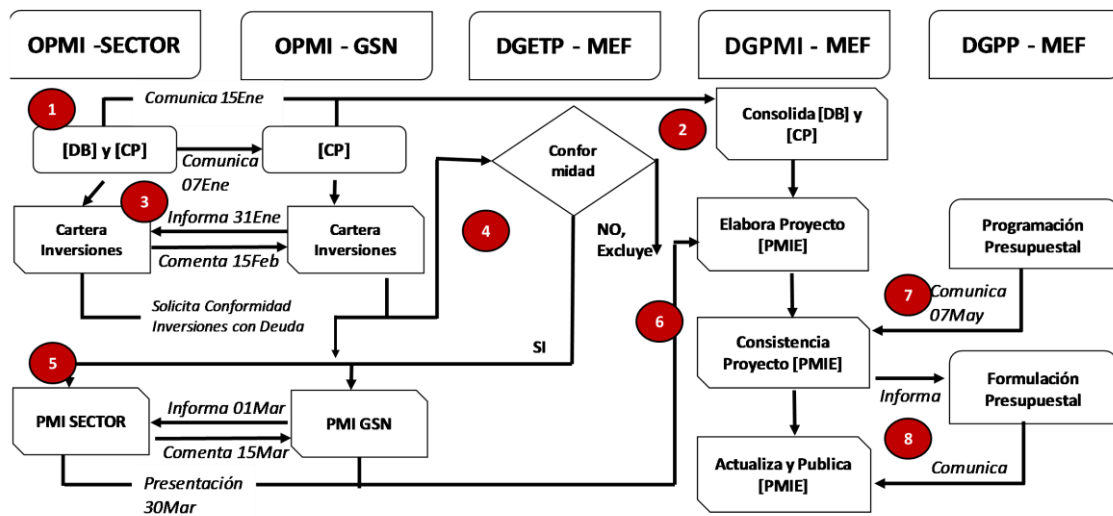 OPMI -SECTOR
OPMI - GSN
DGETP - MEF
DGPMI - MEF
DGPP - MEF
1
Comunica 15Ene
2
Consolida [DB] y
[CP]
[DB] y [CP]
Comunica
07Ene
[CP]
Confor
midad
3
Cartera
Inversiones
Informa 31Ene
Comenta 15Feb
Cartera
Inversiones
4
NO,
Excluye
Elabora Proyecto
[PMIE]
Programación
Presupuestal
Solicita Conformidad
Inversiones con Deuda
6
7
Comunica
07May
SI
Consistencia
Proyecto [PMIE]
5
PMI SECTOR
Informa 01Mar
Comenta 15Mar
PMI GSN
Informa
Formulación
Presupuestal
8
Presentación
30Mar
Actualiza y Publica
[PMIE]
Comunica